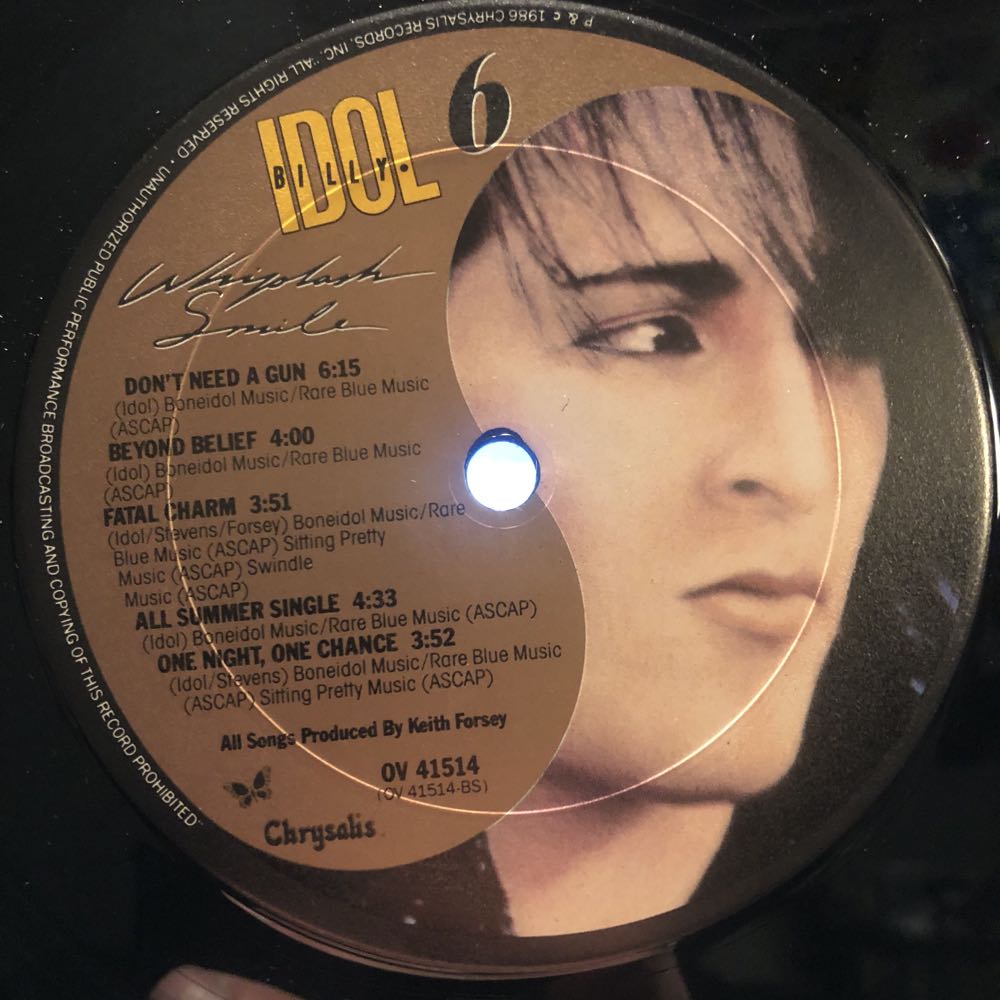 P & c 1986 CHRYSALIS RECORDS, INC. "ALL RIGHTS RESERVED • UNAUTHORIZED PUBLIC PERFORMANCE BROADCASTING AND COPYING OF THIS RECORD PROHIBITED"
IDOL
BILLY•
6
Whiplash
Smile
DON'T NEED A GUN 6:15
(Idol) Boneidol Music/Rare Blue Music
(ASCAP)
BEYOND BELIEF 4:00
(Idol) Boneidol Music/Rare Blue Music
(ASCAP)
FATAL CHARM 3:51
(Idol/Stevens/Forsey) Boneidol Music/Rare
Blue Music (ASCAP) Sitting Pretty
Music (ASCAP) Swindle
Music (ASCAP)
ALL SUMMER SINGLE 4:33
(Idol) Boneidol Music/Rare Blue Music (ASCAP)
ONE NIGHT, ONE CHANCE 3:52
(Idol/Stevens) Boneidol Music/Rare Blue Music
(ASCAP) Sitting Pretty Music (ASCAP)
All Songs Produced By Keith Forsey
OV 41514
(OV 41514-BS)
Chrysalis